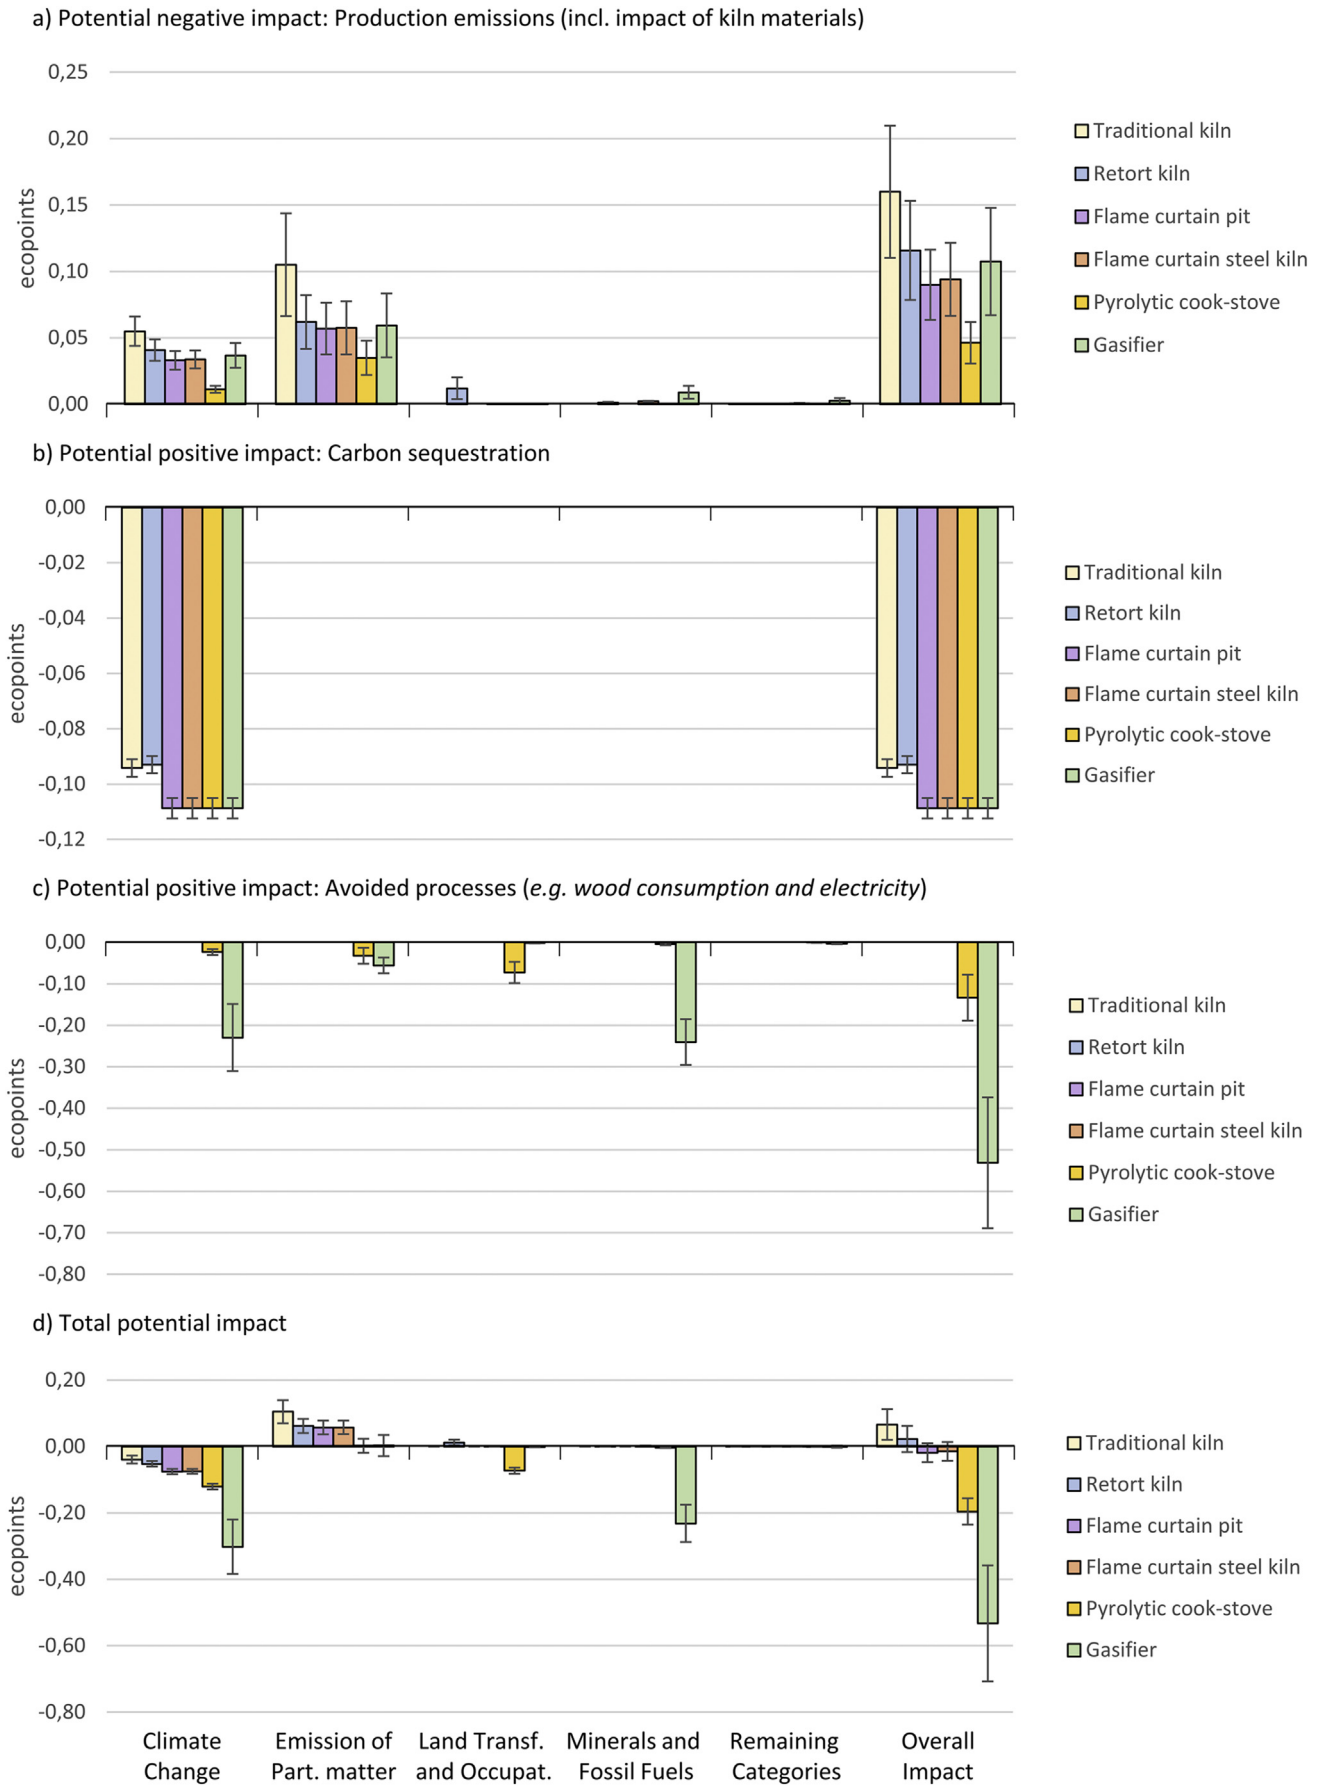 a) Potential negative impact: Production emissions (incl. impact of kiln materials)
0,25
0,20
0,15
0,10
0,05
0,00
ecopoints
Traditional kiln
Retort kiln
Flame curtain pit
Flame curtain steel kiln
Pyrolytic cook-stove
Gasifier
b) Potential positive impact: Carbon sequestration
0,00
-0,02
-0,04
-0,06
-0,08
-0,10
-0,12
ecopoints
Traditional kiln
Retort kiln
Flame curtain pit
Flame curtain steel kiln
Pyrolytic cook-stove
Gasifier
c) Potential positive impact: Avoided processes (e.g. wood consumption and electricity)
0,00
-0,10
-0,20
-0,30
-0,40
-0,50
-0,60
-0,70
-0,80
ecopoints
Traditional kiln
Retort kiln
Flame curtain pit
Flame curtain steel kiln
Pyrolytic cook-stove
Gasifier
d) Total potential impact
0,20
0,00
-0,20
-0,40
-0,60
-0,80
ecopoints
Traditional kiln
Retort kiln
Flame curtain pit
Flame curtain steel kiln
Pyrolytic cook-stove
Gasifier
Climate
Change
Emission of
Part. matter
Land Transf.
and Occupat.
Minerals and
Fossil Fuels
Remaining
Categories
Overall
Impact